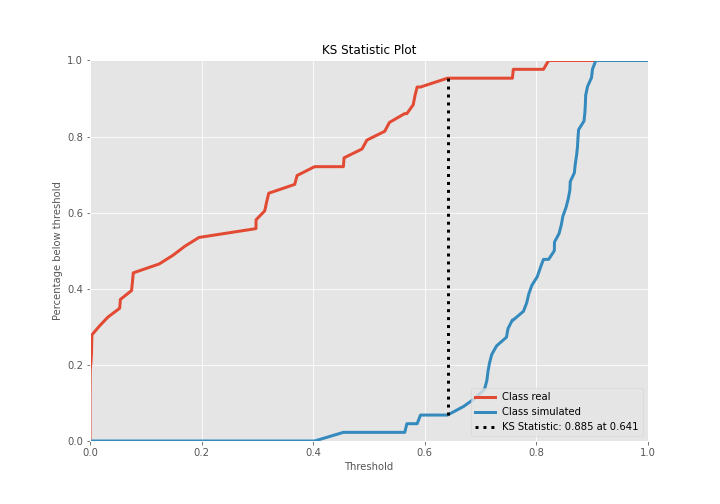 KS Statistic Plot
1.0
0.8
0.6
0.4
0.2
0.0
Percentage below threshold
0.0 0.2 0.4 0.6 0.8 1.0
Threshold
Class real
Class simulated
KS Statistic: 0.885 at 0.641